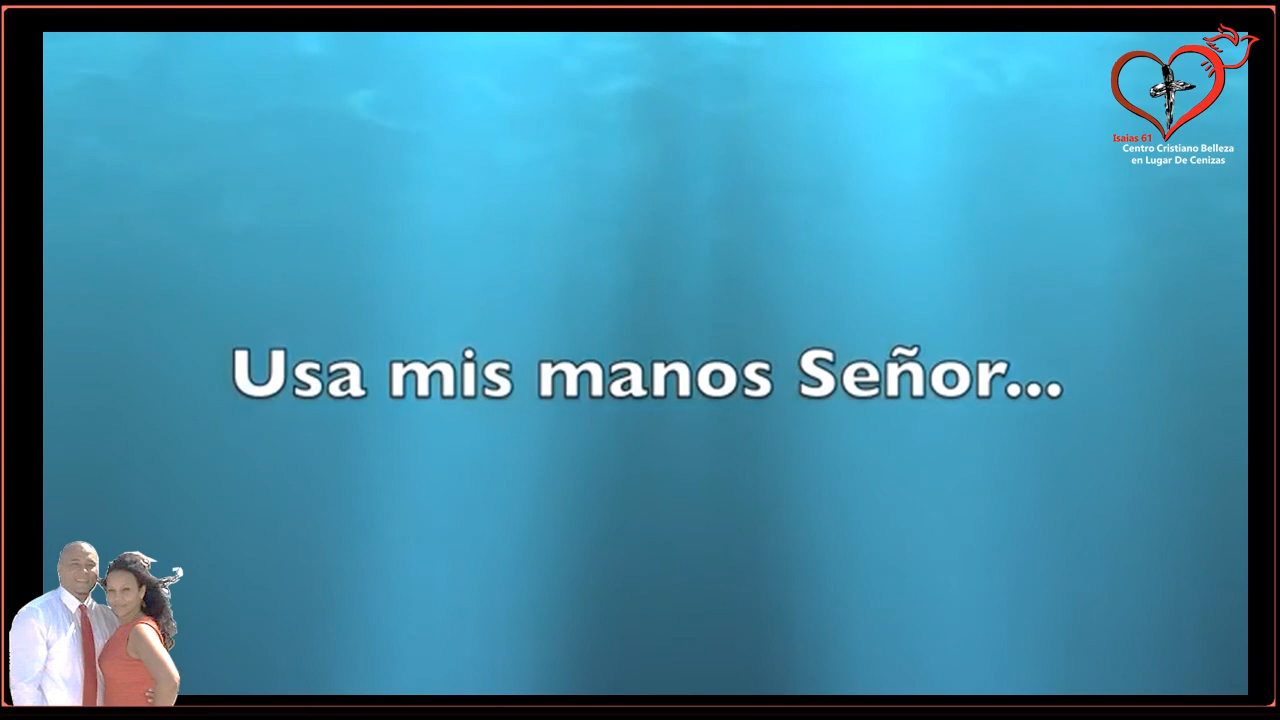 Isaias 61
Centro Cristiano Belleza
en Lugar De Cenizas
Usa mis manos Señor...